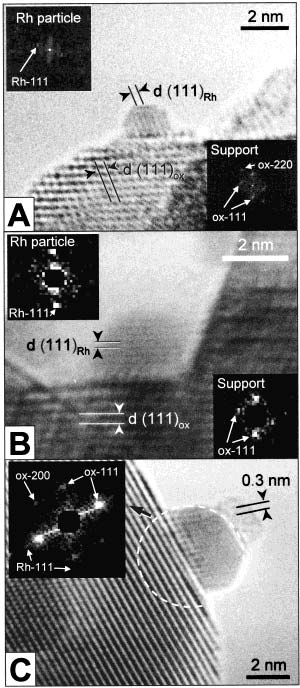 Rh particle
2 nm
Rh-111
d (111)Rh
Support
ox-220
d (111)ox
ox-111
A
Rh particle
2 nm
Rh-111
d (111)Rh
Support
d (111)ox
ox-111
B
ox-200
ox-111
0.3 nm
Rh-111
C
2 nm